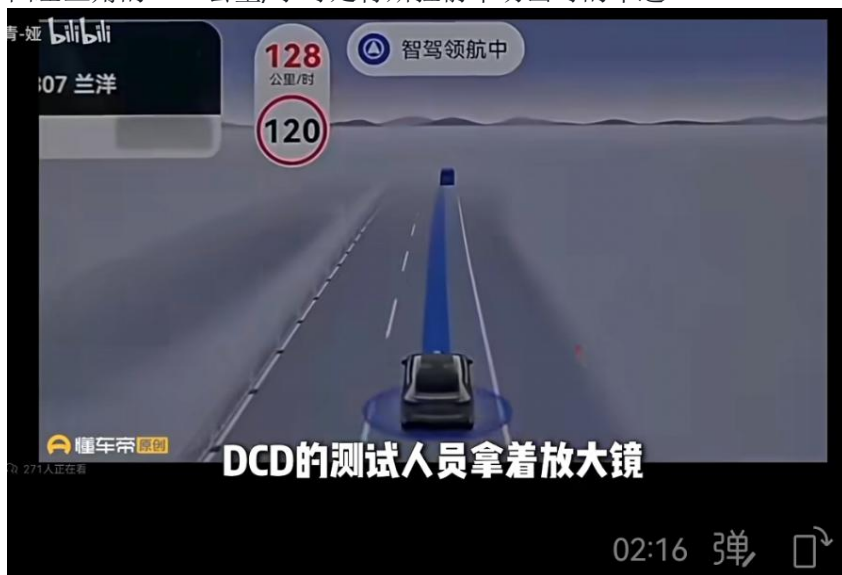 青-娅 bilibili
307 兰洋
128
公里/时
120
智驾领航中
懂车帝 原创
271人正在看
DCD的测试人员拿着放大镜
02:16 弹